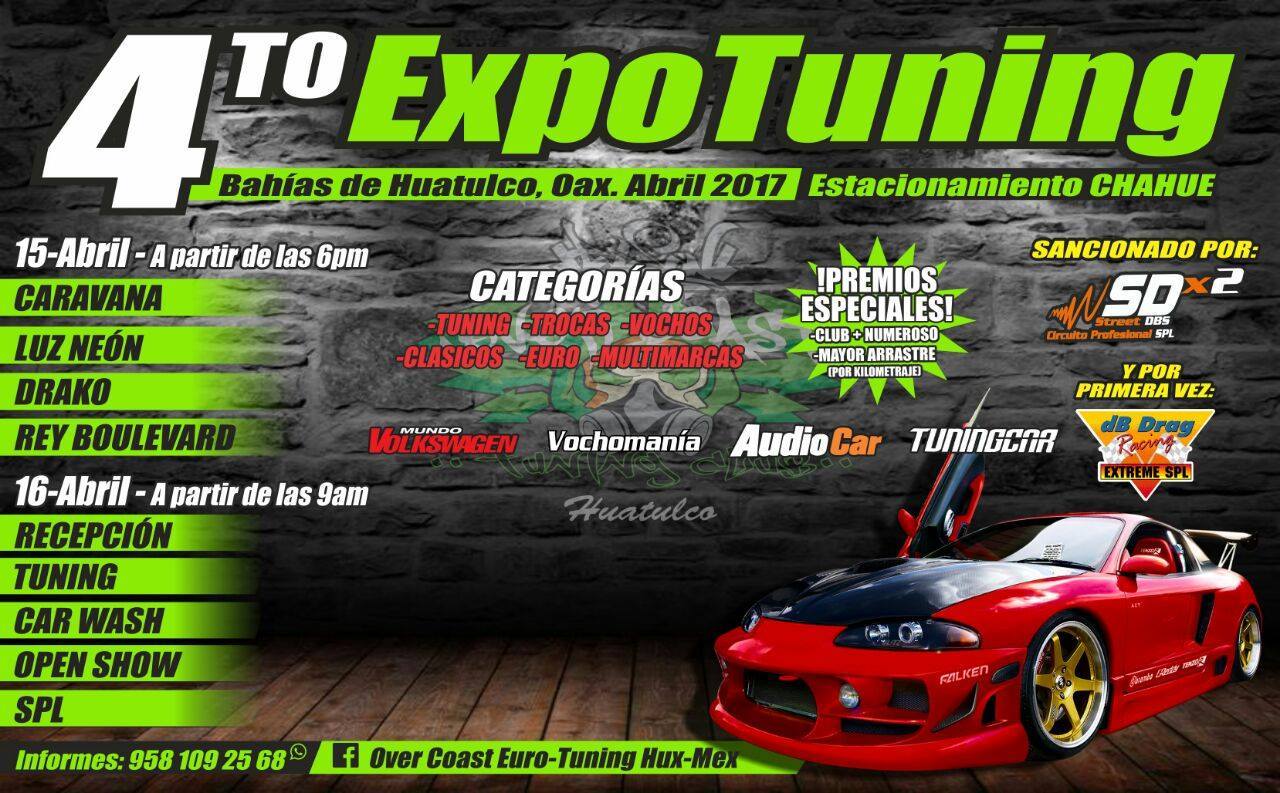 4TO ExpoTuning
Bahías de Huatulco, Oax. Abril 2017 Estacionamiento CHAHUE
15-Abril - A partir de las 6pm
CARAVANA
LUZ NEÓN
DRAKO
REY BOULEVARD
16-Abril - A partir de las 9am
RECEPCIÓN
TUNING
CAR WASH
OPEN SHOW
SPL
CATEGORÍAS
-TUNING -TROCAS -VOCHOS
-CLASICOS -EURO -MULTIMARCAS
!PREMIOS
ESPECIALES!
-CLUB + NUMEROSO
-MAYOR ARRASTRE
(POR KILOMETRAJE)
SANCIONADO POR:
SDx2
Street DBS
Circuito Profesional SPL
Y POR
PRIMERA VEZ:
dB Drag
Racing
EXTREME SPL
MUNDO
VOLKSWAGEN
Vochomanía
AudioCar
TUNINGCAR
Huatulco
FALKEN
Informes: 958 109 25 68
Over Coast Euro-Tuning Hux-Mex